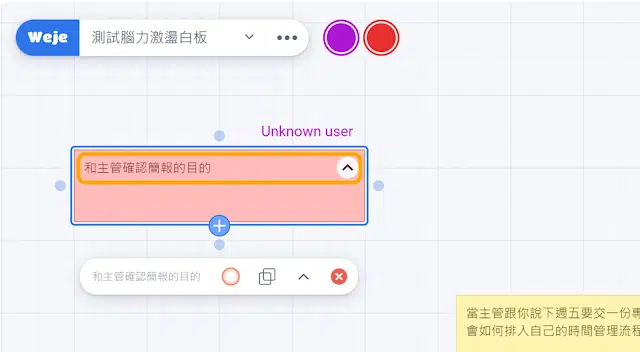 Weje 測試腦力激盪白板
Unknown user
和主管確認簡報的目的
和主管確認簡報的目的
當主管跟你說下週五要交一份專
會如何排入自己的時間管理流程